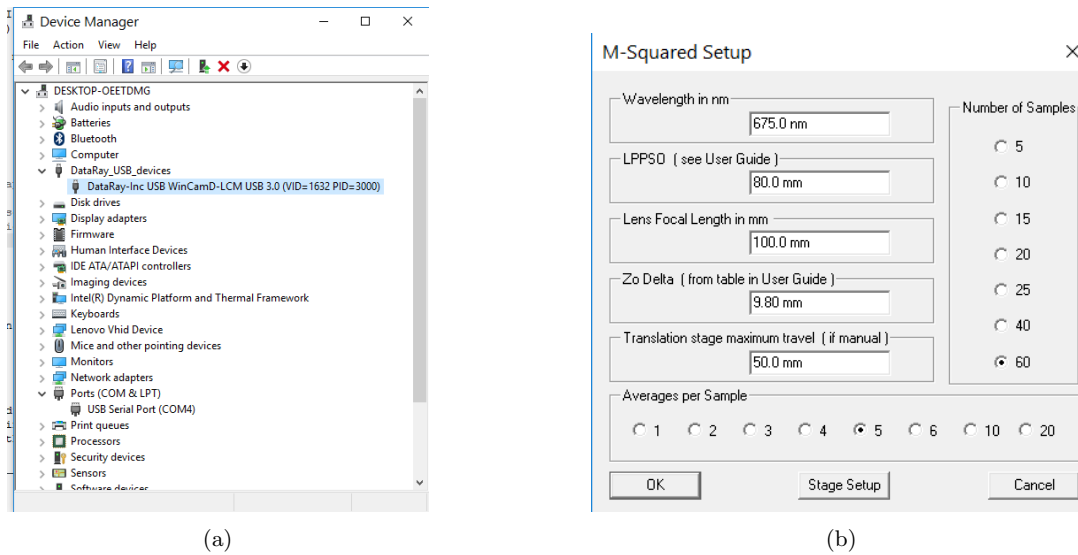 Device Manager
File Action View Help
DESKTOP-OEETDMG
Audio inputs and outputs
Batteries
Bluetooth
Computer
DataRay_USB_devices
DataRay-Inc USB WinCamD-LCM USB 3.0 (VID=1632 PID=3000)
Disk drives
Display adapters
Firmware
Human Interface Devices
IDE ATA/ATAPI controllers
Imaging devices
Intel(R) Dynamic Platform and Thermal Framework
Keyboards
Lenovo Vhid Device
Mice and other pointing devices
Monitors
Network adapters
Ports (COM & LPT)
USB Serial Port (COM4)
Print queues
Processors
Security devices
Sensors
Software devices
(a)
M-Squared Setup
Wavelength in nm
675.0 nm
LPPSO ( see User Guide )
80.0 mm
Lens Focal Length in mm
100.0 mm
Zo Delta ( from table in User Guide )
9.80 mm
Translation stage maximum travel ( if manual )
50.0 mm
Number of Samples
5
10
15
20
25
40
60
Averages per Sample
1 2 3 4 5 6 10 20
OK Stage Setup Cancel
(b)